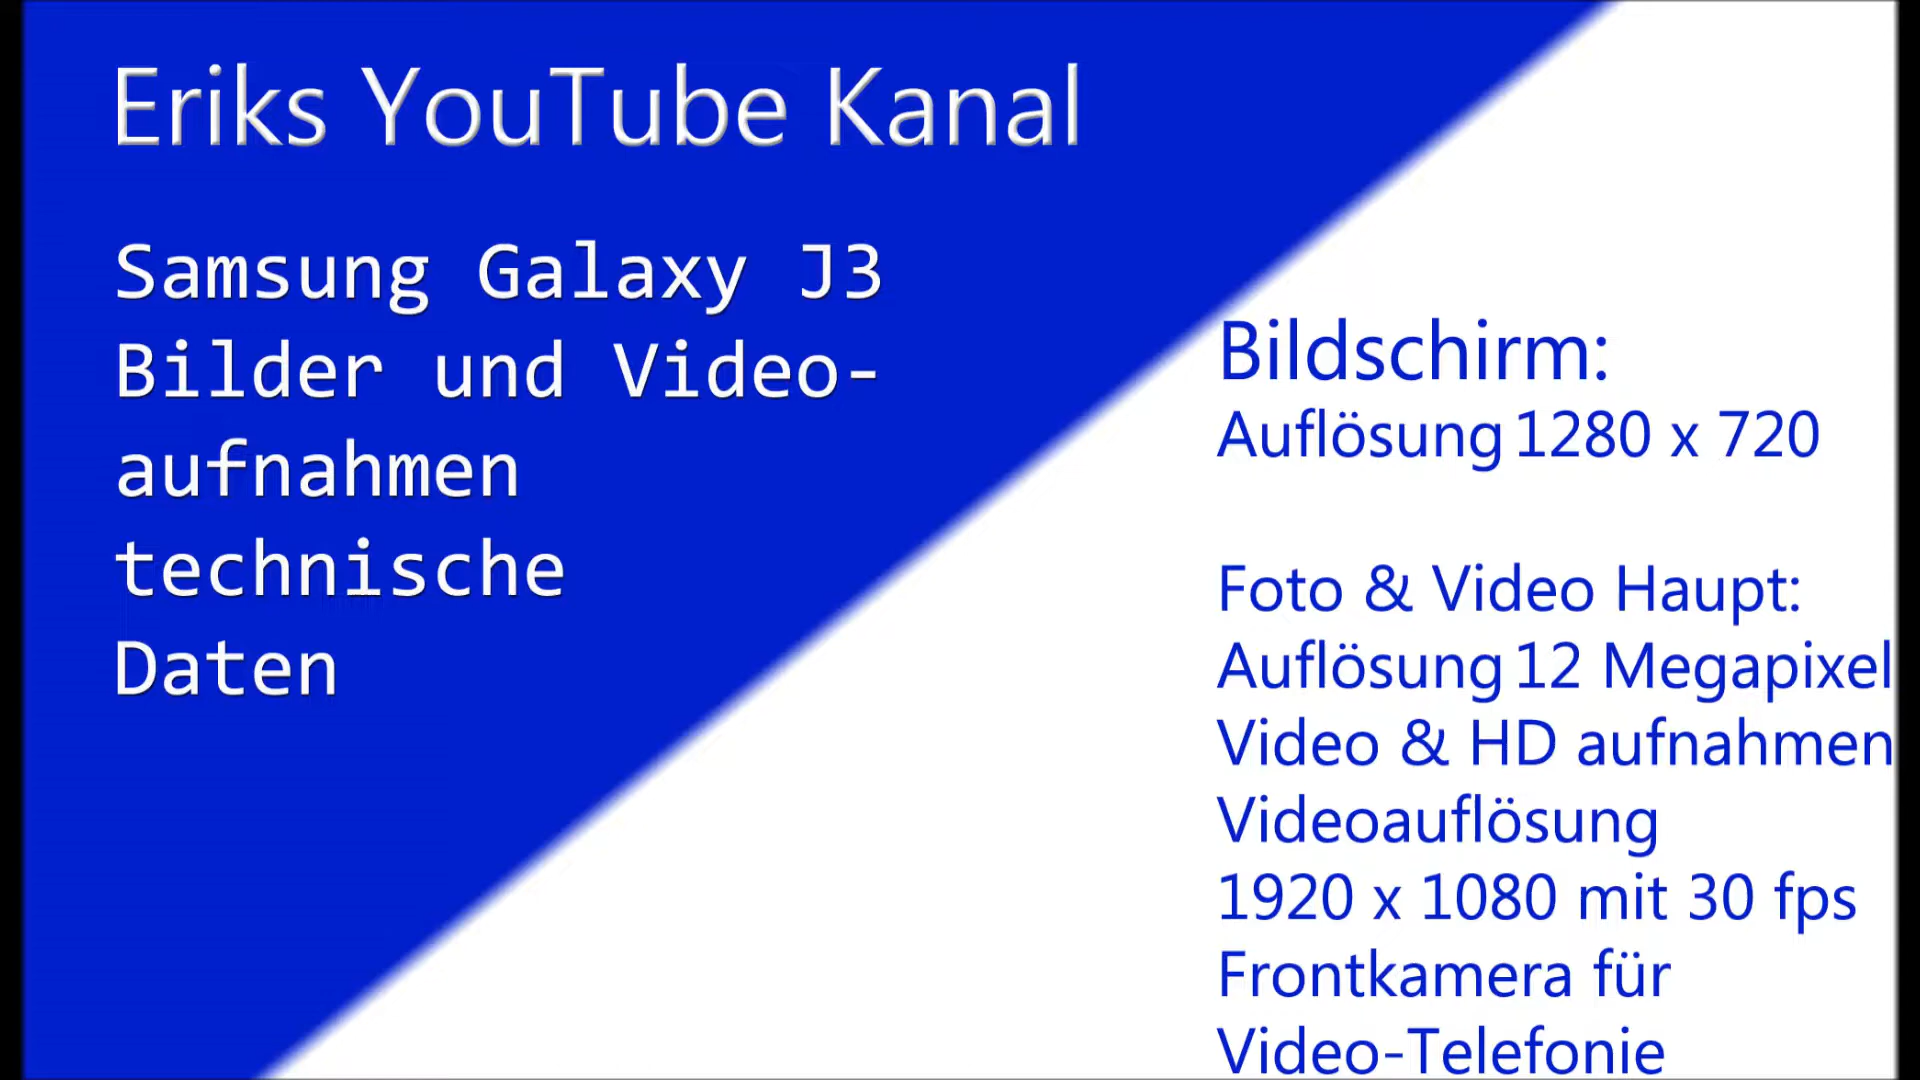 Eriks YouTube Kanal
Samsung Galaxy J3
Bilder und Video-
aufnahmen
technische
Daten
Bildschirm:
Auflösung 1280 x 720
Foto & Video Haupt:
Auflösung 12 Megapixel
Video & HD aufnahmen
Videoauflösung
1920 x 1080 mit 30 fps
Frontkamera für
Video-Telefonie